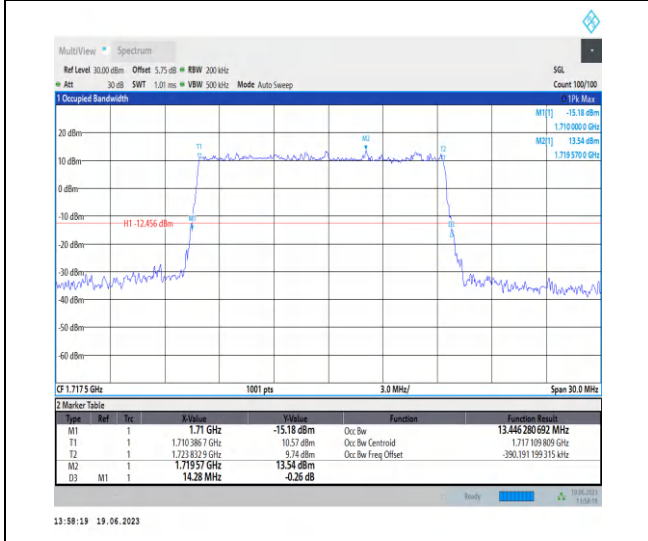 MultiView Spectrum
Ref Level 30.00 dBm Offset 5.75 dB RBW 200 kHz SGL
Att 30 dB SWT 1.01 ms VBW 500 kHz Mode Auto Sweep Count 100/100
1 Occupied Bandwidth 1Pk Max
M1[1] -15.18 dBm
1.710 000 0 GHz
M2[1] 13.54 dBm
1.719 570 0 GHz
20 dBm
M2
T1
T2
10 dBm
0 dBm
-10 dBm
M1
H1 -12.456 dBm
D3
-20 dBm
-30 dBm
-40 dBm
-50 dBm
-60 dBm
CF 1.717 5 GHz 1001 pts 3.0 MHz/ Span 30.0 MHz
2 Marker Table
Type Ref Trc X-Value Y-Value Function Function Result
M1 1 1.71 GHz -15.18 dBm Occ Bw 13.446 280 692 MHz
T1 1 1.710 386 7 GHz 10.57 dBm Occ Bw Centroid 1.717 109 809 GHz
T2 1 1.723 832 9 GHz 9.74 dBm Occ Bw Freq Offset -390.191 199 315 kHz
M2 1 1.719 57 GHz 13.54 dBm
D3 M1 1 14.28 MHz -0.26 dB
Ready 19.06.2023
13:58:19
13:58:19 19.06.2023